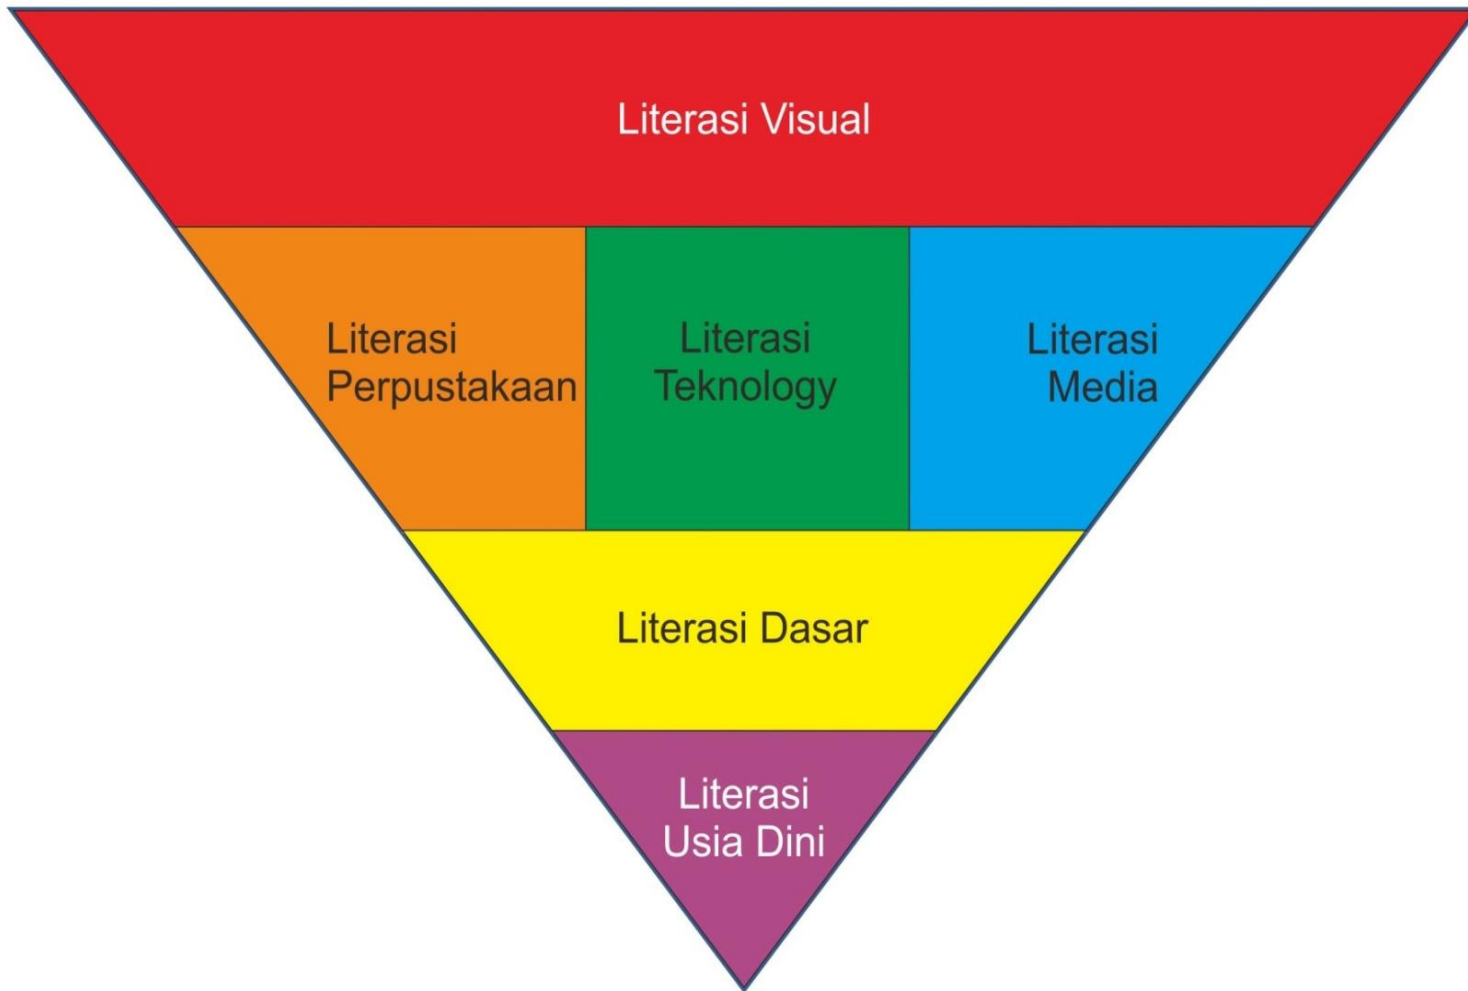 Literasi Visual
Literasi
Perpustakaan
Literasi
Teknology
Literasi
Media
Literasi Dasar
Literasi
Usia Dini